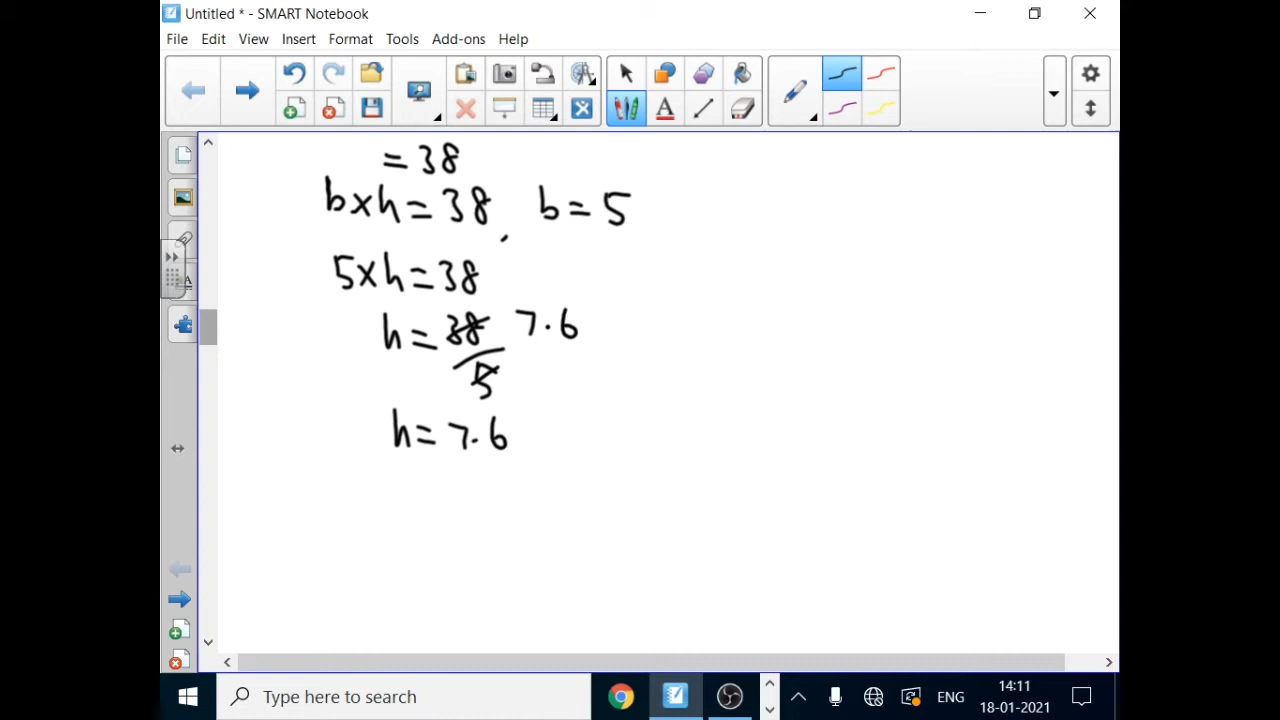 Untitled * - SMART Notebook
File Edit View Insert Format Tools Add-ons Help
= 38
b×h = 38, b = 5
5×h = 38
h = 38/5 7.6
h = 7.6
Type here to search
ENG
14:11
18-01-2021